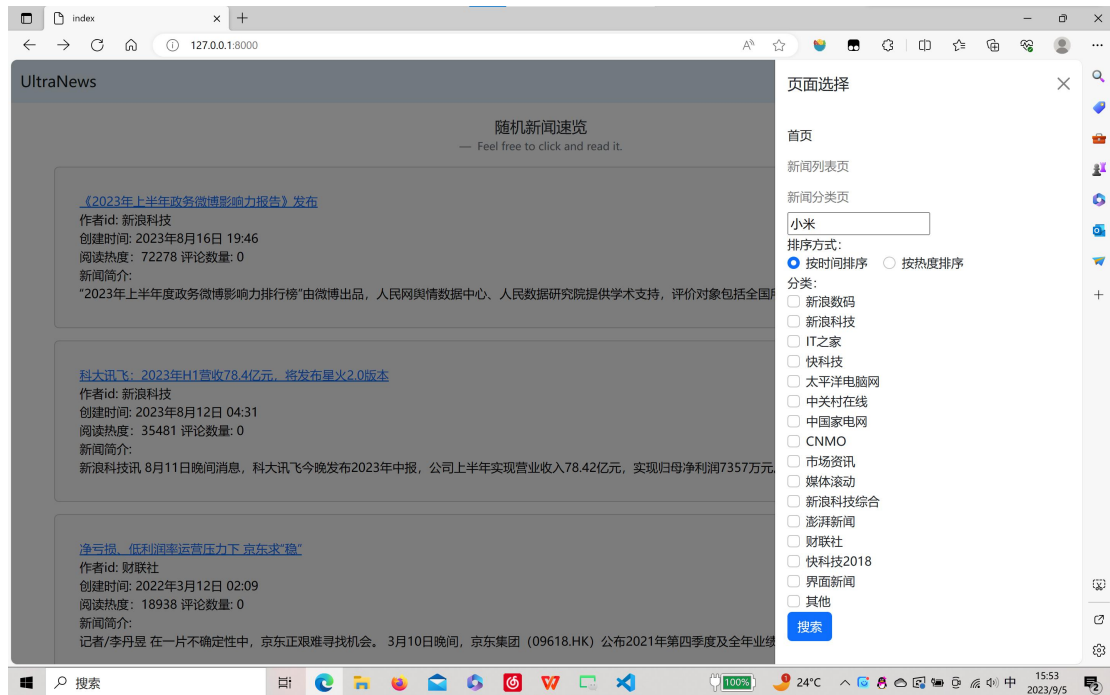 index
127.0.0.1:8000
UltraNews
随机新闻速览
— Feel free to click and read it.
《2023年上半年政务微博影响力报告》发布
作者id: 新浪科技
创建时间: 2023年8月16日 19:46
阅读热度：72278 评论数量: 0
新闻简介:
“2023年上半年度政务微博影响力排行榜”由微博出品，人民网舆情数据中心、人民数据研究院提供学术支持，评价对象包括全国
科大讯飞：2023年H1营收78.4亿元，将发布星火2.0版本
作者id: 新浪科技
创建时间: 2023年8月12日 04:31
阅读热度：35481 评论数量: 0
新闻简介:
新浪科技讯 8月11日晚间消息，科大讯飞今晚发布2023年中报，公司上半年实现营业收入78.42亿元，实现归母净利润7357万元
净亏损、低利润率运营压力下 京东求“稳”
作者id: 财联社
创建时间: 2022年3月12日 02:09
阅读热度：18938 评论数量: 0
新闻简介:
记者/李丹昱 在一片不确定性中，京东正艰难寻找机会。 3月10日晚间，京东集团（09618.HK）公布2021年第四季度及全年业绩
页面选择
首页
新闻列表页
新闻分类页
小米
排序方式:
按时间排序 按热度排序
分类:
新浪数码
新浪科技
IT之家
快科技
太平洋电脑网
中关村在线
中国家电网
CNMO
市场资讯
媒体滚动
新浪科技综合
澎湃新闻
财联社
快科技2018
界面新闻
其他
搜索
搜索
100%
24°C
中
15:53
2023/9/5
2